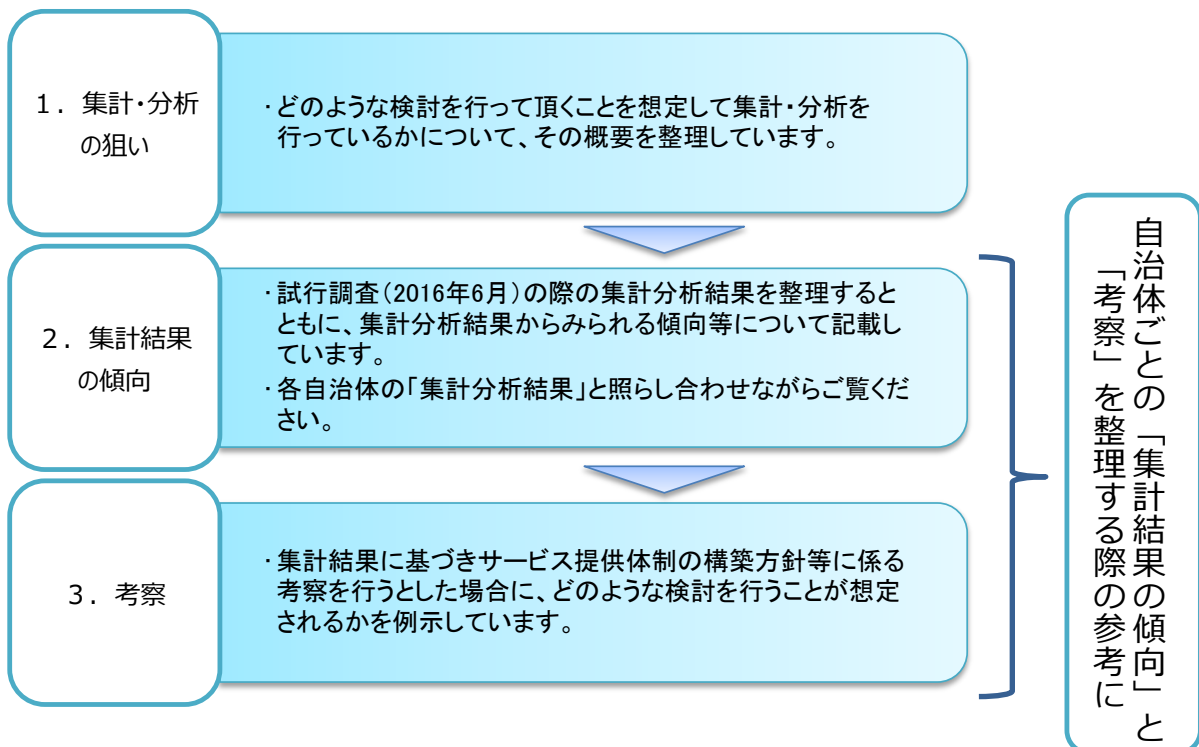 1．集計・分析
の狙い
・どのような検討を行って頂くことを想定して集計・分析を
行っているかについて、その概要を整理しています。
2．集計結果
の傾向
・試行調査（2016年6月）の際の集計分析結果を整理すると
ともに、集計分析結果からみられる傾向等について記載し
ています。
・各自治体の「集計分析結果」と照らし合わせながらご覧くだ
さい。
3．考察
・集計結果に基づきサービス提供体制の構築方針等に係る
考察を行うとした場合に、どのような検討を行うことが想定
されるかを例示しています。
自治体ごとの「集計結果の傾向」と
「考察」を整理する際の参考に